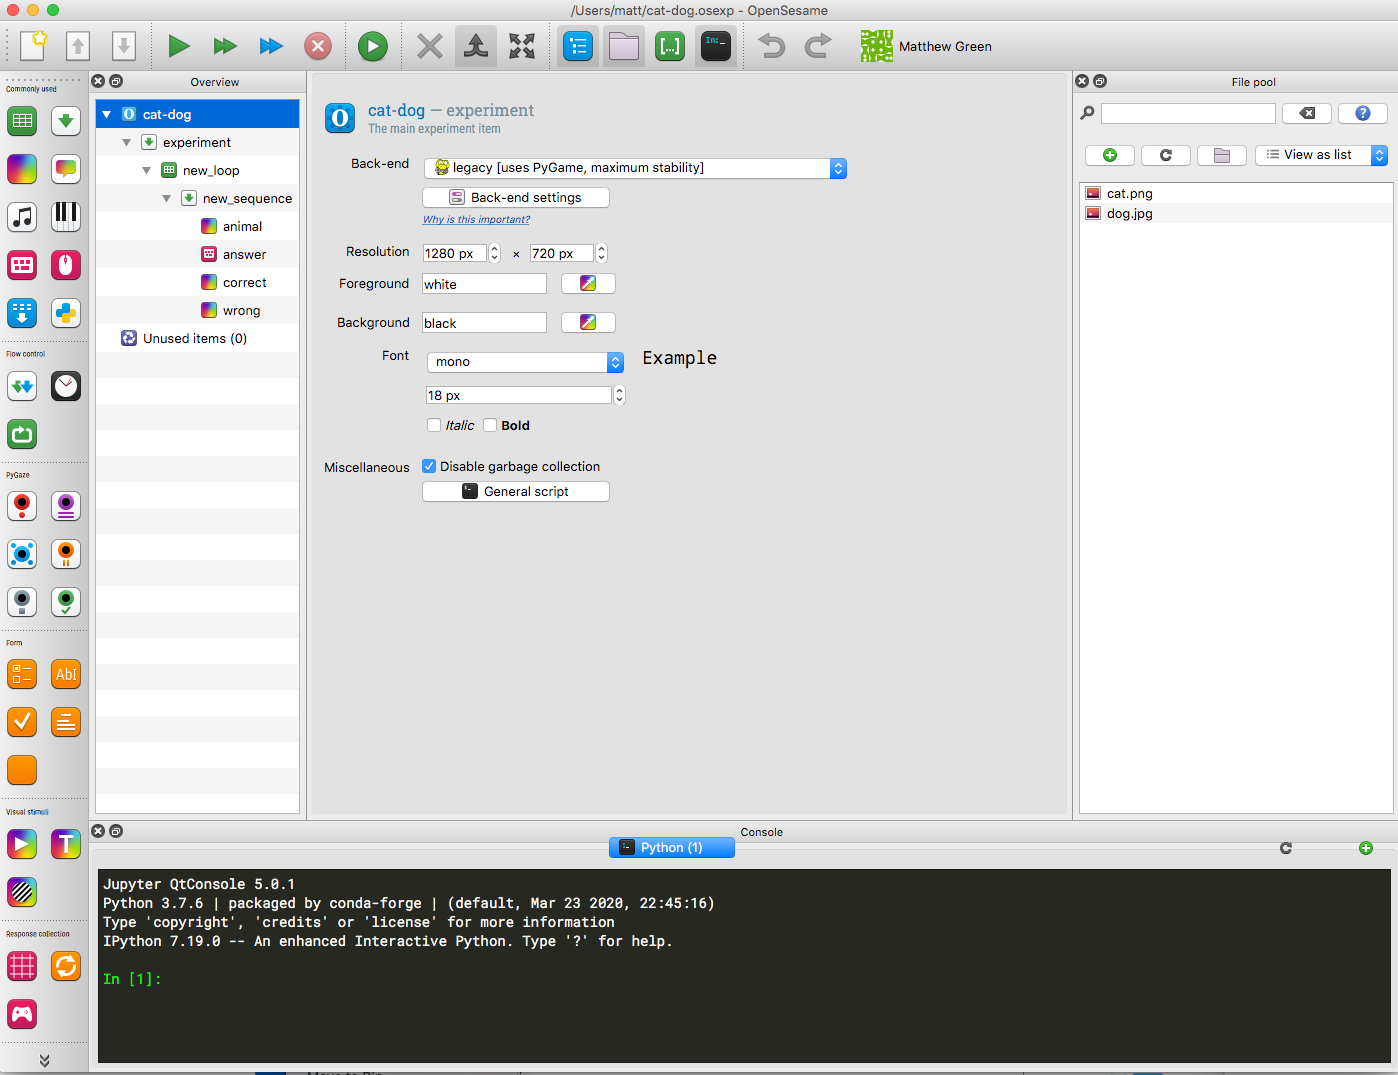 /Users/matt/cat-dog.osexp - OpenSesame
In:_
[...]
Matthew Green
Commonly used
Flow control
PyGaze
Form
AbI
Visual stimuli
T
Response collection
Overview
cat-dog
experiment
new_loop
new_sequence
animal
answer
correct
wrong
Unused items (0)
cat-dog — experiment
The main experiment item
Back-end
legacy [uses PyGame, maximum stability]
Back-end settings
Why is this important?
Resolution
1280 px × 720 px
Foreground
white
Background
black
Font
mono
Example
18 px
Italic
Bold
Miscellaneous
Disable garbage collection
General script
File pool
?
View as list
cat.png
dog.jpg
Console
Python (1)
Jupyter QtConsole 5.0.1
Python 3.7.6 | packaged by conda-forge | (default, Mar 23 2020, 22:45:16)
Type 'copyright', 'credits' or 'license' for more information
IPython 7.19.0 -- An enhanced Interactive Python. Type '?' for help.
In [1]: